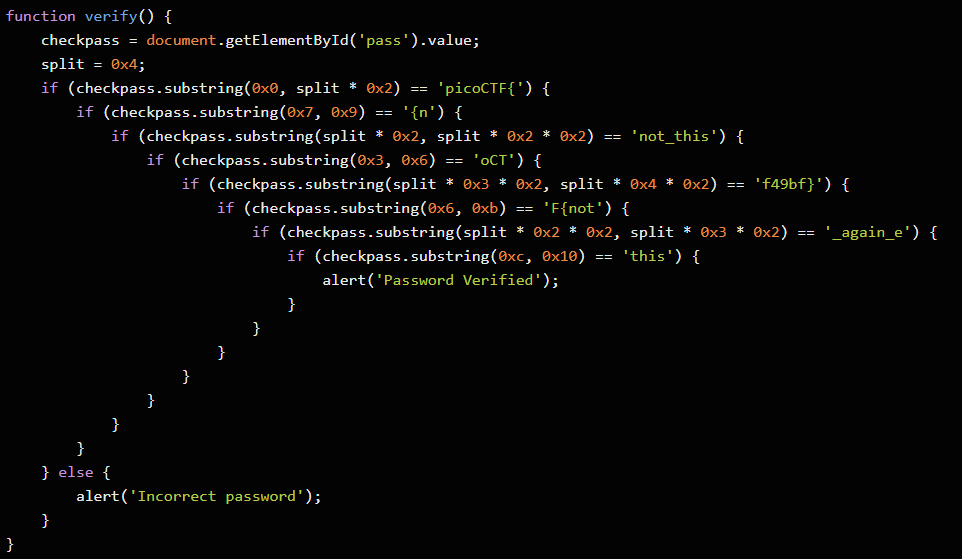 function verify() {
    checkpass = document.getElementById('pass').value;
    split = 0x4;
    if (checkpass.substring(0x0, split * 0x2) == 'picoCTF{') {
        if (checkpass.substring(0x7, 0x9) == '{n') {
            if (checkpass.substring(split * 0x2, split * 0x2 * 0x2) == 'not_this') {
                if (checkpass.substring(0x3, 0x6) == 'oCT') {
                    if (checkpass.substring(split * 0x3 * 0x2, split * 0x4 * 0x2) == 'f49bf}') {
                        if (checkpass.substring(0x6, 0xb) == 'F{not') {
                            if (checkpass.substring(split * 0x2 * 0x2, split * 0x3 * 0x2) == '_again_e') {
                                if (checkpass.substring(0xc, 0x10) == 'this') {
                                    alert('Password Verified');
                                }
                            }
                        }
                    }
                }
            }
        }
    } else {
        alert('Incorrect password');
    }
}